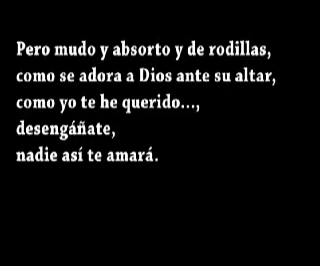 Pero mudo y absorto y de rodillas,
como se adora a Dios ante su altar,
como yo te he querido...,
desengáñate,
nadie así te amará.